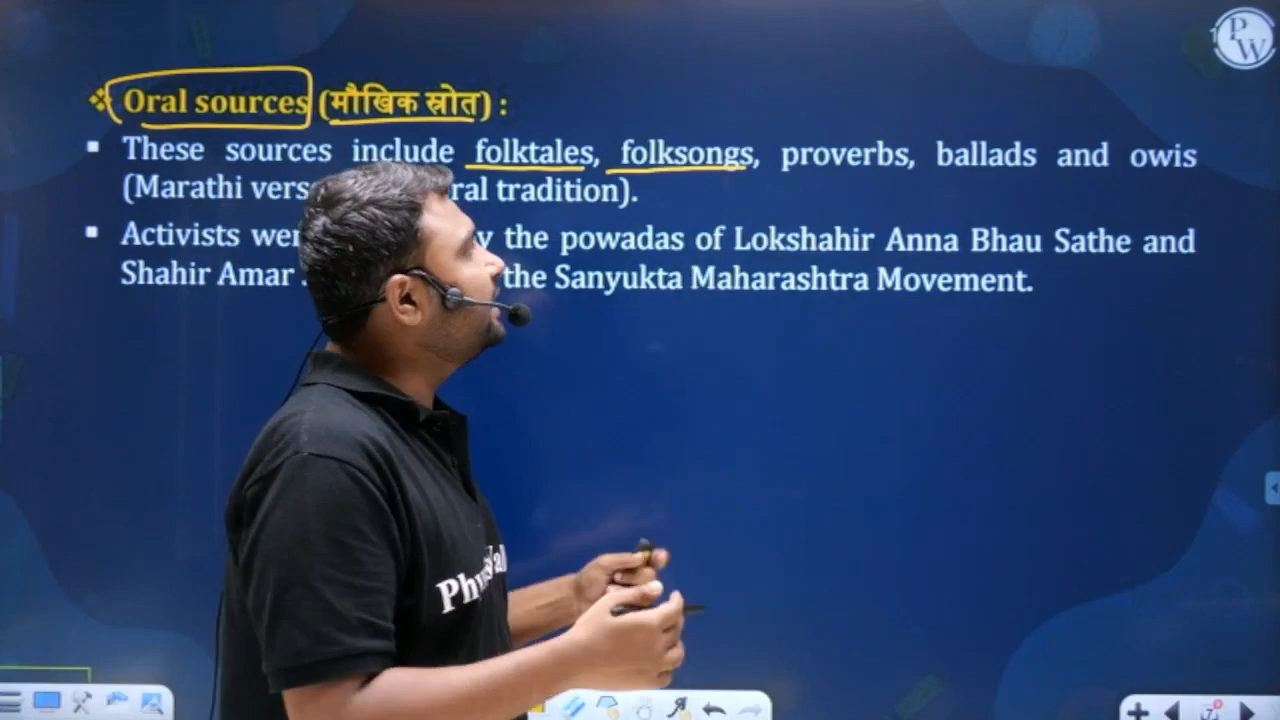 Oral sources (मौखिक स्रोत) :
These sources include folktales, folksongs, proverbs, ballads and owis
(Marathi vers ral tradition).
Activists wer y the powadas of Lokshahir Anna Bhau Sathe and
Shahir Amar the Sanyukta Maharashtra Movement.
PW